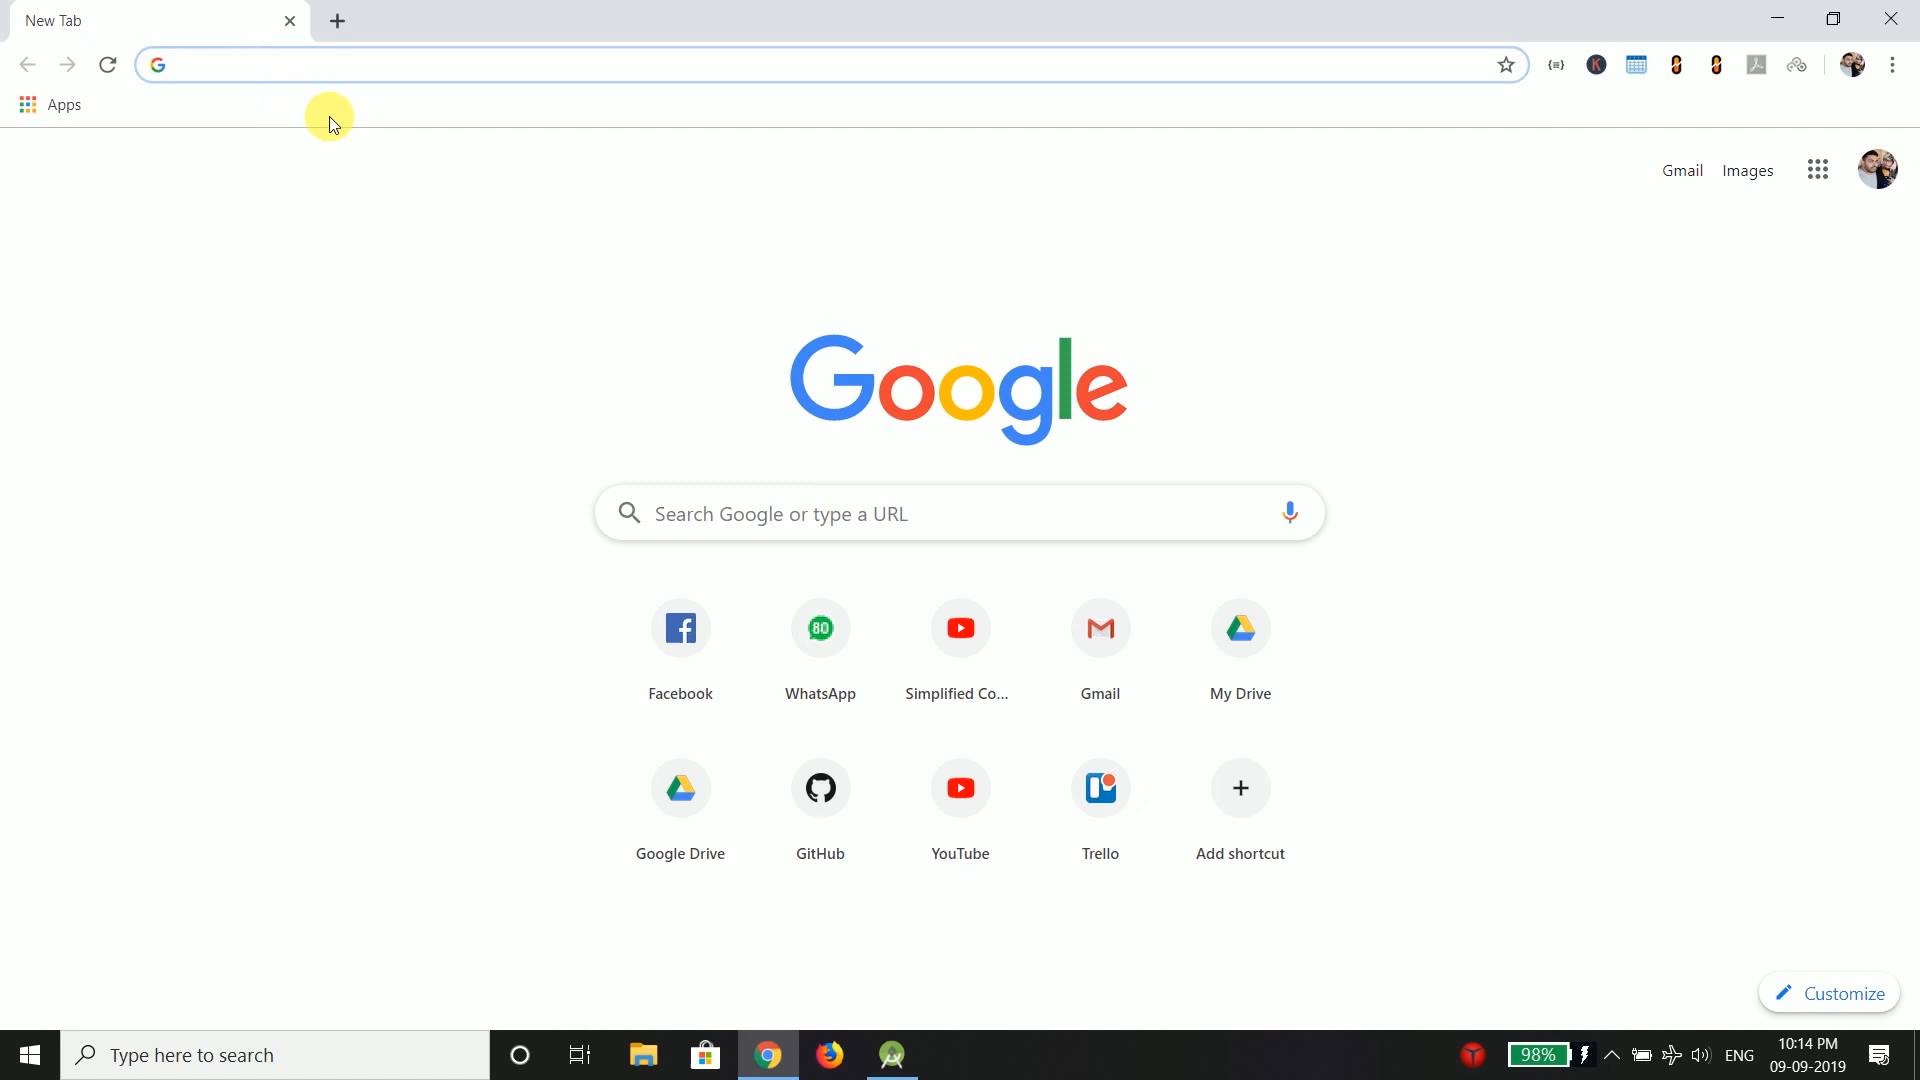 New Tab
Apps
Gmail Images
Google
Search Google or type a URL
80
Facebook WhatsApp Simplified Co... Gmail My Drive
Google Drive GitHub YouTube Trello Add shortcut
Customize
Type here to search
98% ENG 10:14 PM
09-09-2019